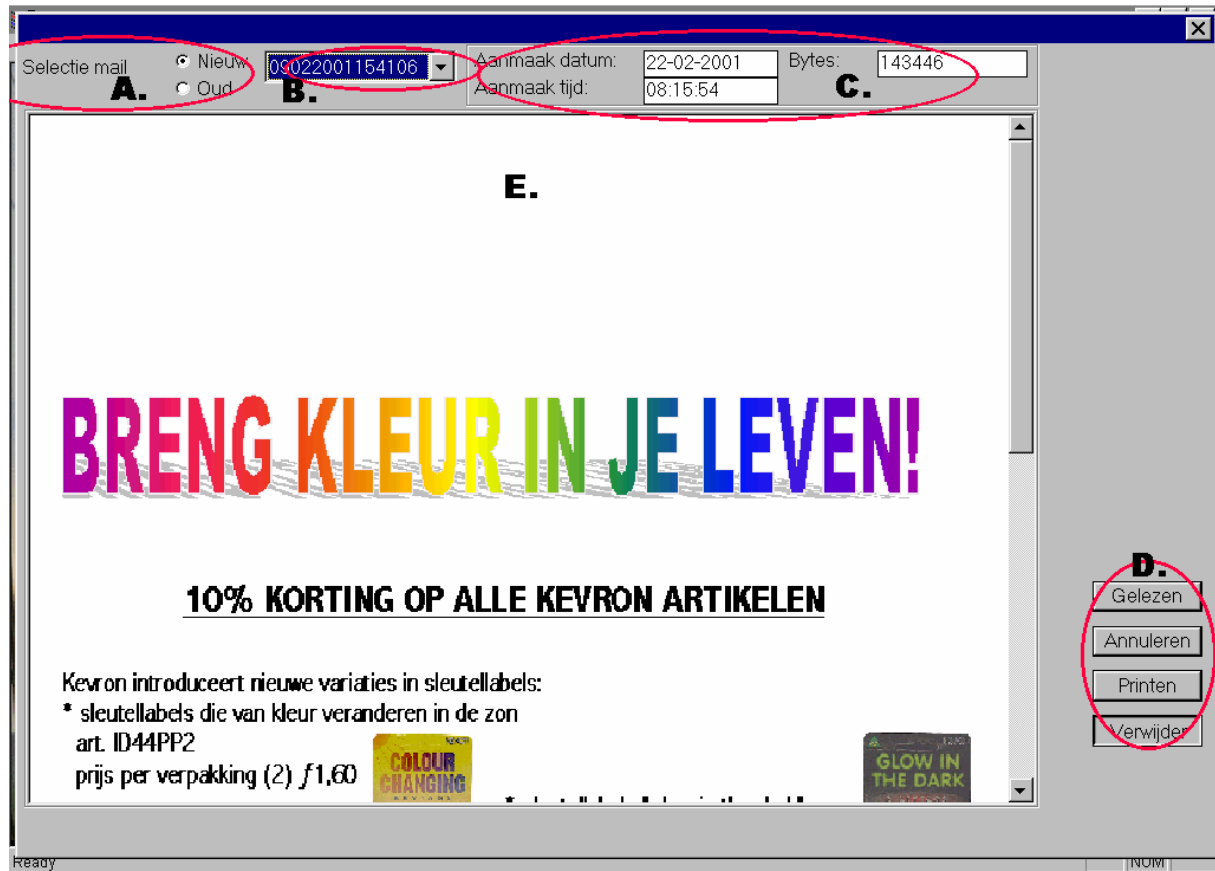 Selectie mail
Nieuw
Oud
A.
09022001154106
B.
Aanmaak datum: 22-02-2001 Bytes: 143446
Aanmaak tijd: 08:15:54
C.
E.
BRENG KLEUR IN JE LEVEN!
10% KORTING OP ALLE KEVRON ARTIKELEN
Kevron introduceert nieuwe variaties in sleutellabels:
* sleutellabels die van kleur veranderen in de zon
art. ID44PP2
prijs per verpakking (2) ƒ1,60
COLOUR
CHANGING
GLOW IN
THE DARK
D.
Gelezen
Annuleren
Printen
Verwijder
Ready
NUM